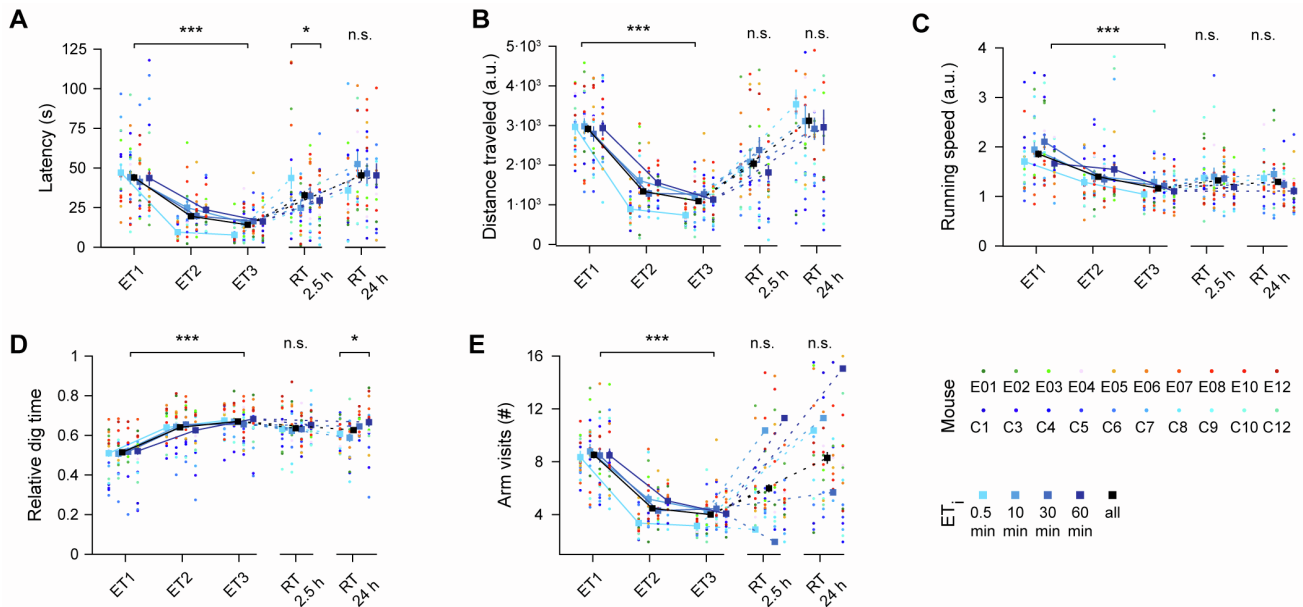 A
***
*
n.s.
Latency (s)
125
100
75
50
25
0
ET1
ET2
ET3
RT
2.5 h
RT
24 h
B
***
n.s.
n.s.
Distance traveled (a.u.)
5·10³
4·10³
3·10³
2·10³
1·10³
0
ET1
ET2
ET3
RT
2.5 h
RT
24 h
C
***
n.s.
n.s.
Running speed (a.u.)
4
3
2
1
0
ET1
ET2
ET3
RT
2.5 h
RT
24 h
D
***
n.s.
*
Relative dig time
1
0.8
0.6
0.4
0.2
0
ET1
ET2
ET3
RT
2.5 h
RT
24 h
E
***
n.s.
n.s.
Arm visits (#)
16
12
8
4
ET1
ET2
ET3
RT
2.5 h
RT
24 h
Mouse
E01 E02 E03 E04 E05 E06 E07 E08 E10 E12
C1 C3 C4 C5 C6 C7 C8 C9 C10 C12
ETi
0.5 10 30 60 all
min min min min